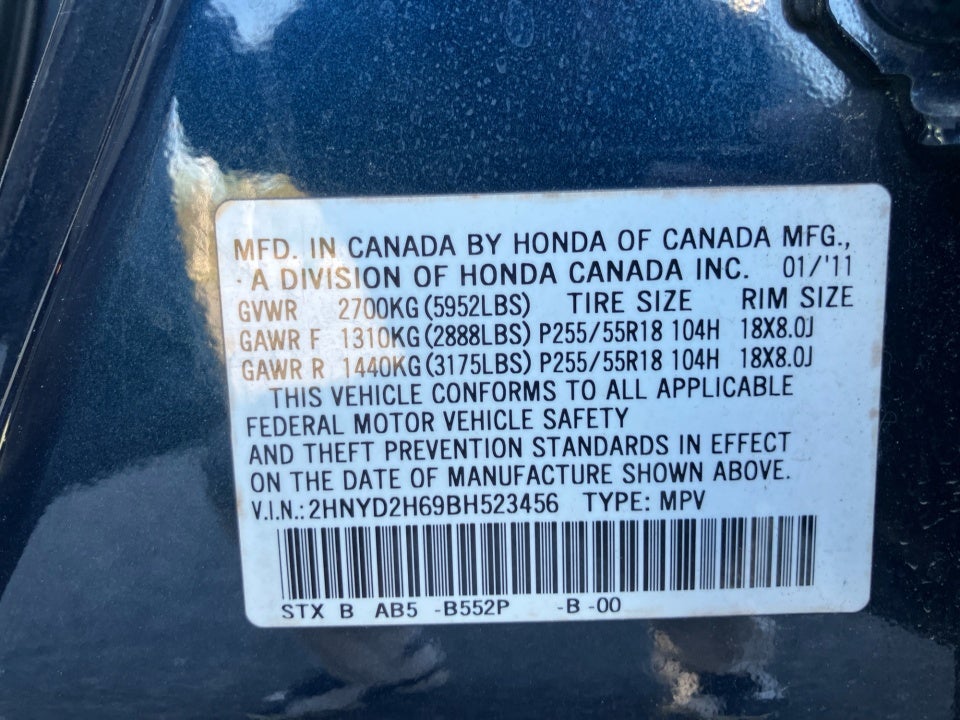 MFD. IN CANADA BY HONDA OF CANADA MFG.,
A DIVISION OF HONDA CANADA INC. 01/'11
GVWR 2700KG (5952LBS) TIRE SIZE RIM SIZE
GAWR F 1310KG (2888LBS) P255/55R18 104H 18X8.0J
GAWR R 1440KG (3175LBS) P255/55R18 104H 18X8.0J
THIS VEHICLE CONFORMS TO ALL APPLICABLE
FEDERAL MOTOR VEHICLE SAFETY
AND THEFT PREVENTION STANDARDS IN EFFECT
ON THE DATE OF MANUFACTURE SHOWN ABOVE.
V.I.N.: 2HNYD2H69BH523456 TYPE: MPV
STX B AB5 -B552P -B -00